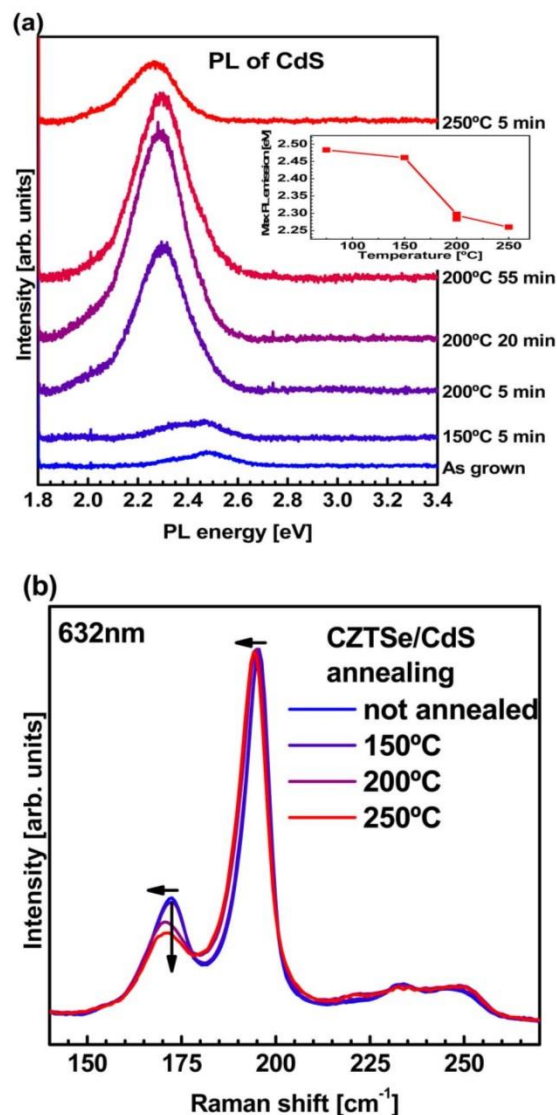 (a)
PL of CdS
250ºC 5 min
200ºC 55 min
200ºC 20 min
200ºC 5 min
150ºC 5 min
As grown
Intensity [arb. units]
1.8 2.0 2.2 2.4 2.6 2.8 3.0 3.2 3.4
PL energy [eV]
Max PL emission [eV]
2.50
2.45
2.40
2.35
2.30
2.25
100 150 200 250
Temperature [ºC]
(b)
632nm
CZTSe/CdS
annealing
not annealed
150ºC
200ºC
250ºC
Intensity [arb. units]
150 175 200 225 250
Raman shift [cm⁻¹]